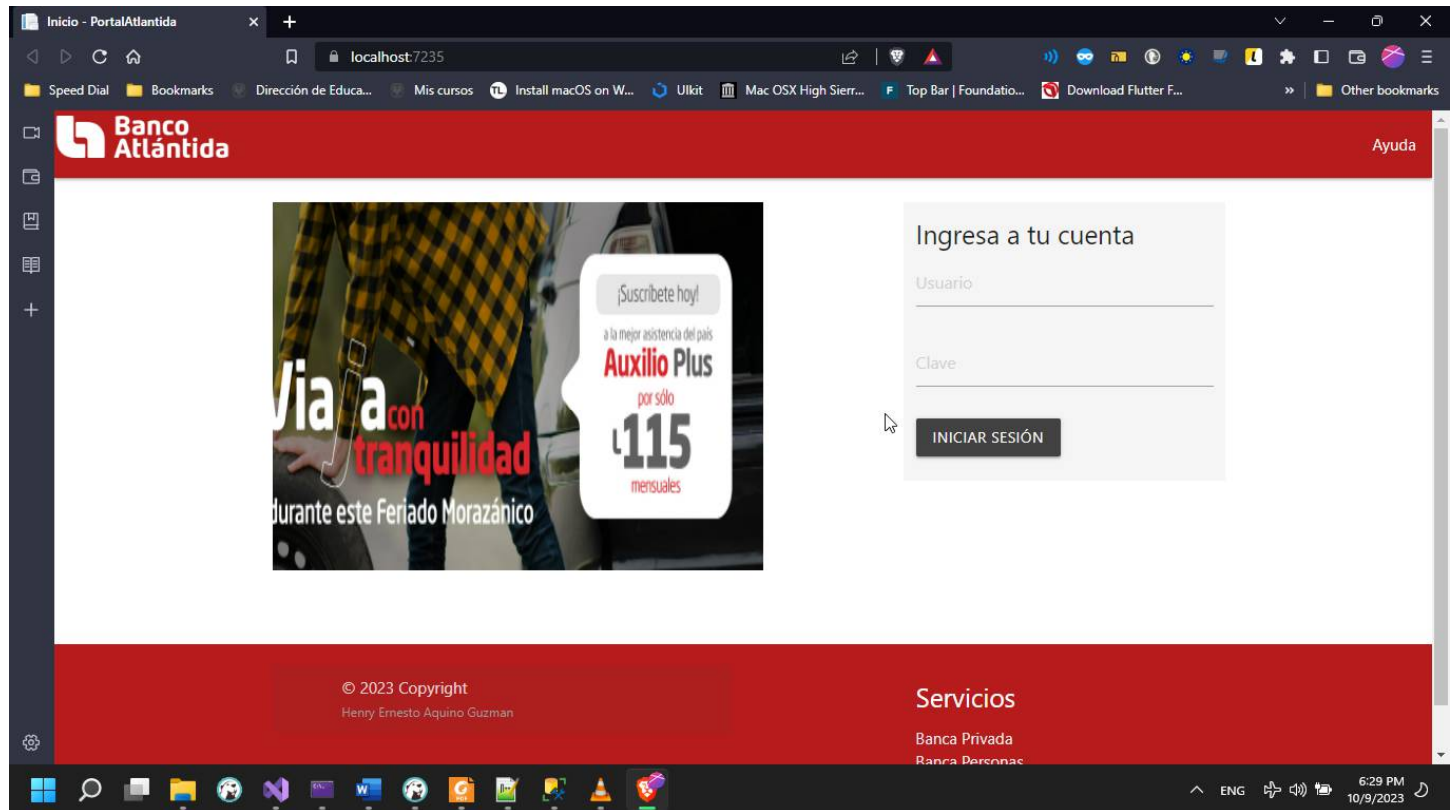 Inicio - PortalAtlantida
localhost:7235
Speed Dial
Bookmarks
Dirección de Educa...
Mis cursos
Install macOS on W...
UIkit
Mac OSX High Sierr...
Top Bar | Foundatio...
Download Flutter F...
»
Other bookmarks
Banco
Atlántida
Ayuda
Viaja con
tranquilidad
durante este Feriado Morazánico
¡Suscríbete hoy!
a la mejor asistencia del país
Auxilio Plus
por sólo
L115
mensuales
Ingresa a tu cuenta
Usuario
Clave
INICIAR SESIÓN
© 2023 Copyright
Henry Ernesto Aquino Guzman
Servicios
Banca Privada
Banca Personas
ENG
6:29 PM
10/9/2023